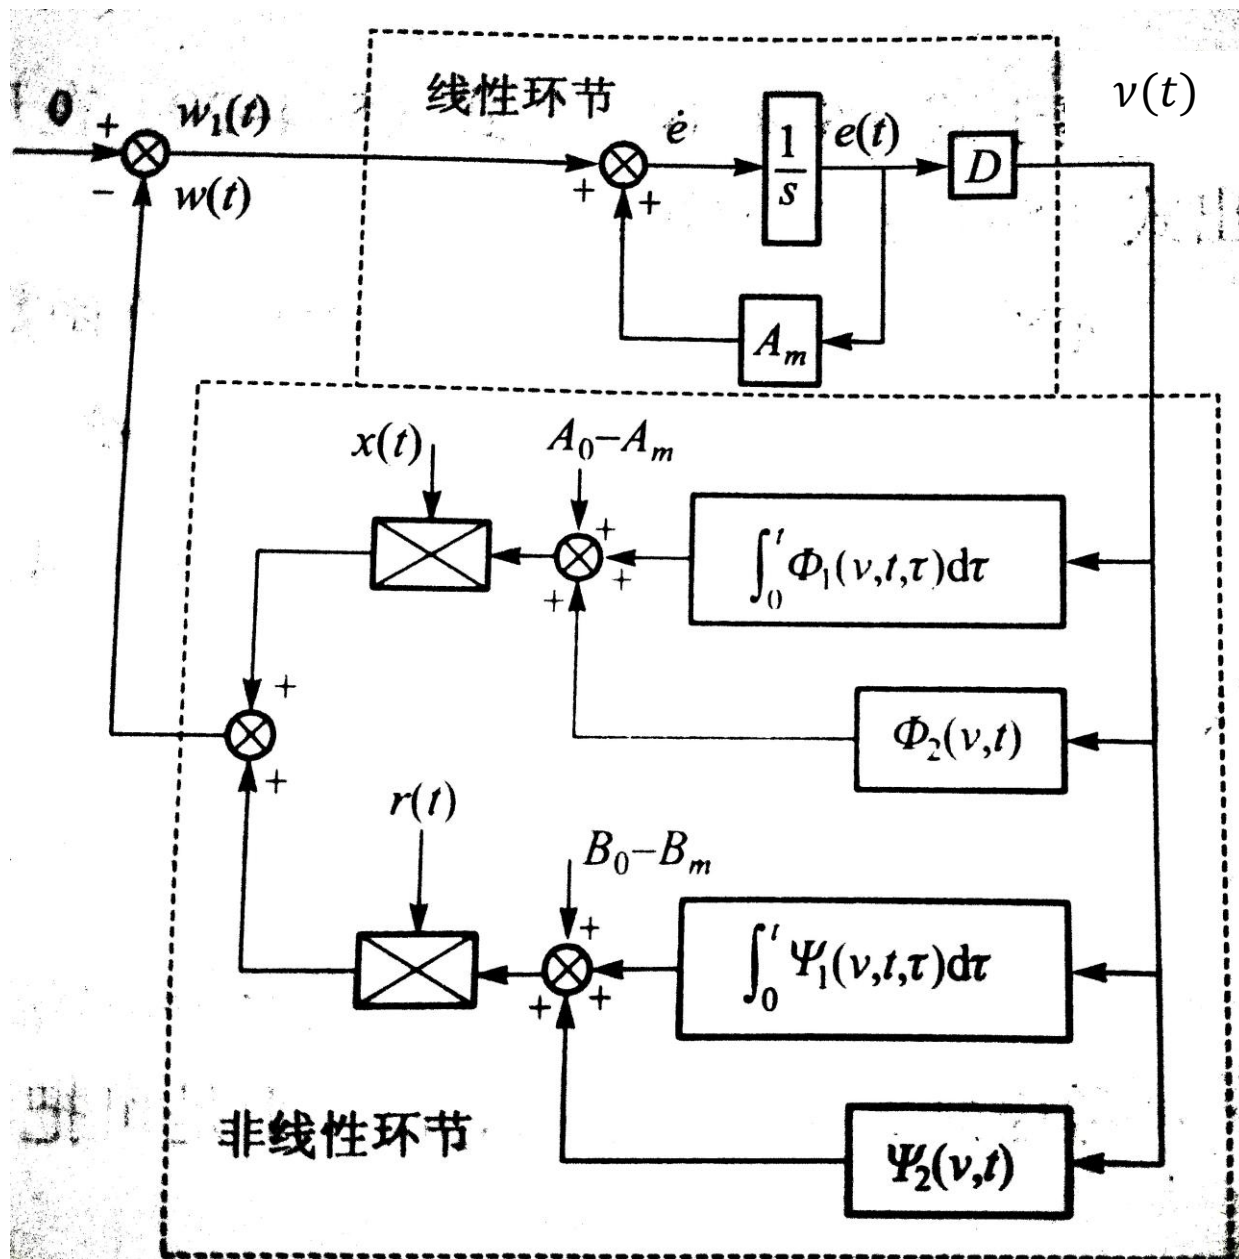 线性环节
v(t)
0
+
w₁(t)
−
w(t)
ė
1/s
e(t)
D
+
+
A_m
x(t)
A₀−A_m
+
+
+
∫₀ᵗ Φ₁(v,t,τ)dτ
+
Φ₂(v,t)
+
r(t)
B₀−B_m
+
+
+
∫₀ᵗ Ψ₁(v,t,τ)dτ
非线性环节
Ψ₂(v,t)